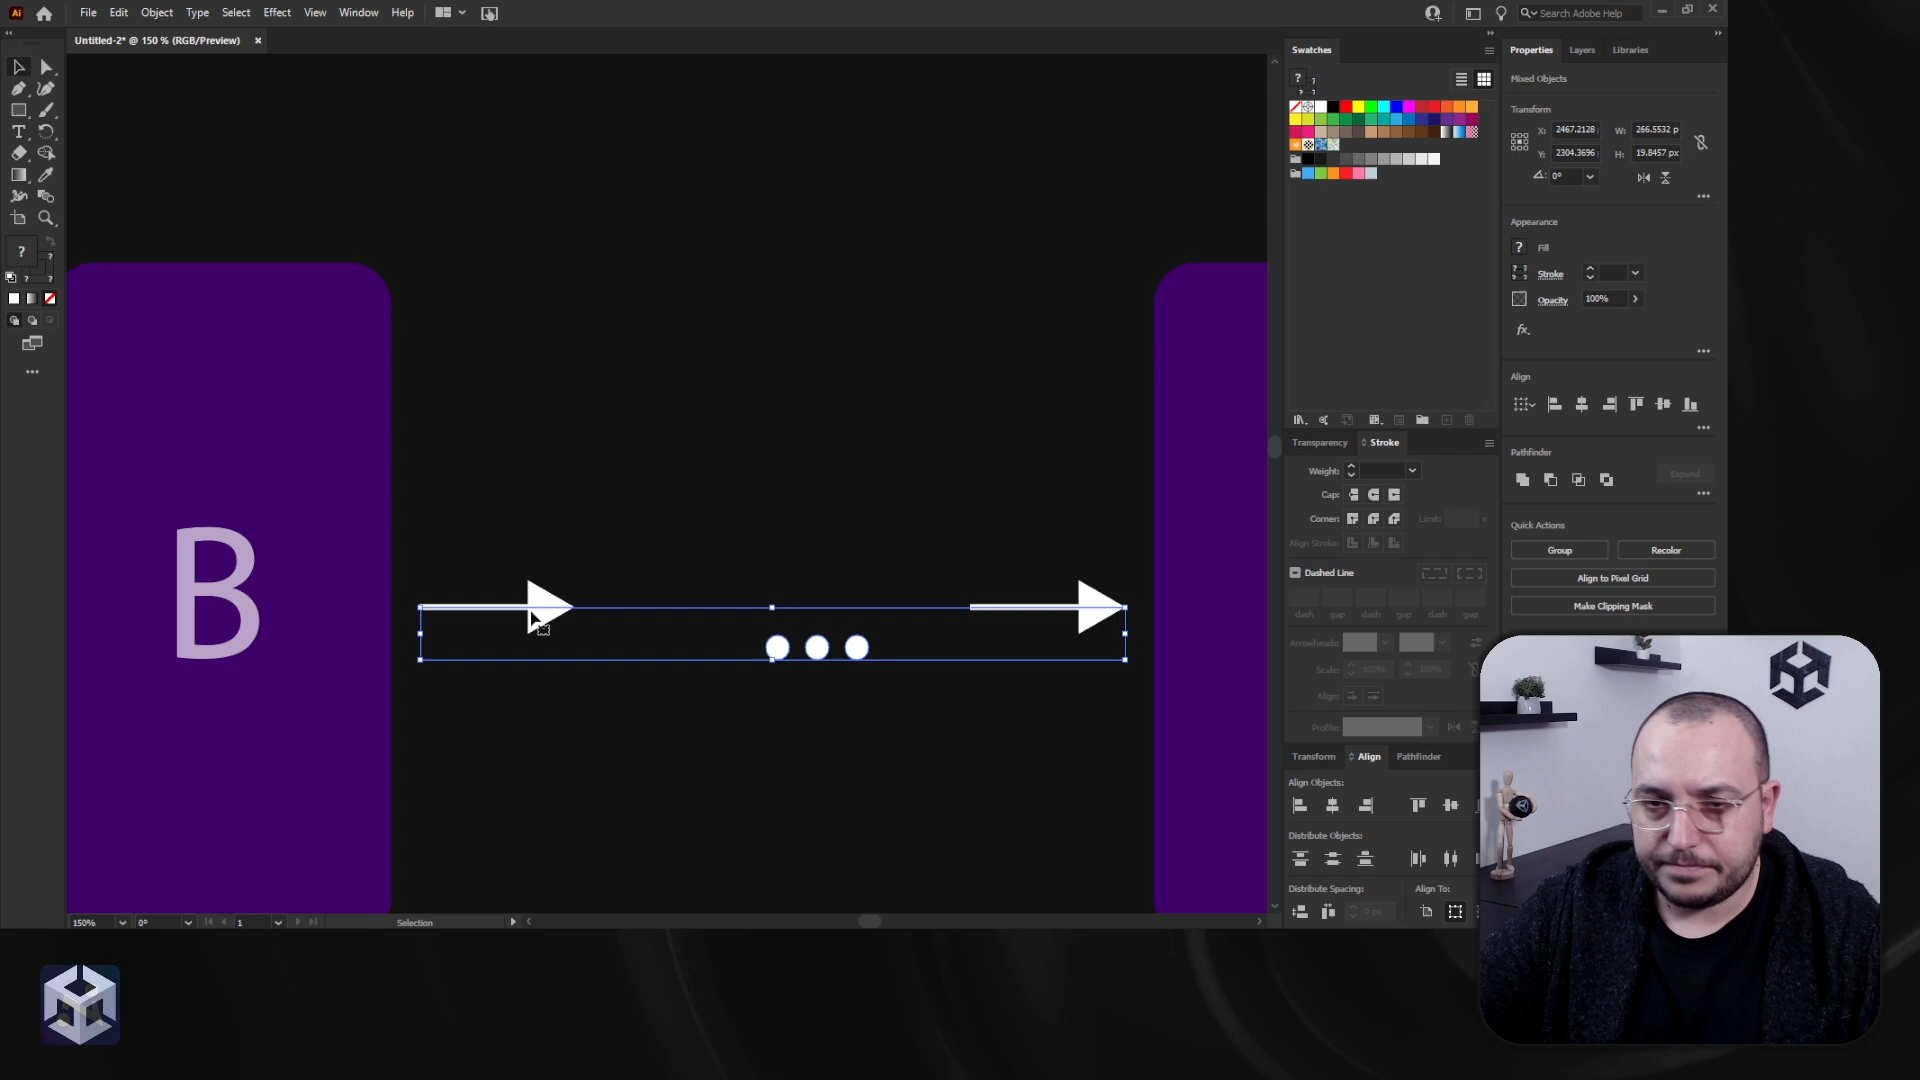 Ai File Edit Object Type Select Effect View Window Help
Search Adobe Help
Untitled-2* @ 150 % (RGB/Preview) ×
Swatches
Properties Layers Libraries
Mixed Objects
Transform
X: 2467.2128 W: 266.5532 p
Y: 2304.3696 H: 19.8457 px
0°
Appearance
? Fill
Stroke
Opacity 100%
fx.
Align
Pathfinder
Expand
Quick Actions
Group Recolor
Align to Pixel Grid
Make Clipping Mask
Transparency Stroke
Weight:
Cap:
Corner: Limit: x
Align Stroke:
Dashed Line
dash gap dash gap dash gap
Arrowheads:
Scale: 100% 100%
Align:
Profile:
Transform Align Pathfinder
Align Objects:
Distribute Objects:
Distribute Spacing: Align To:
0 px
B
150% 0° 1 Selection